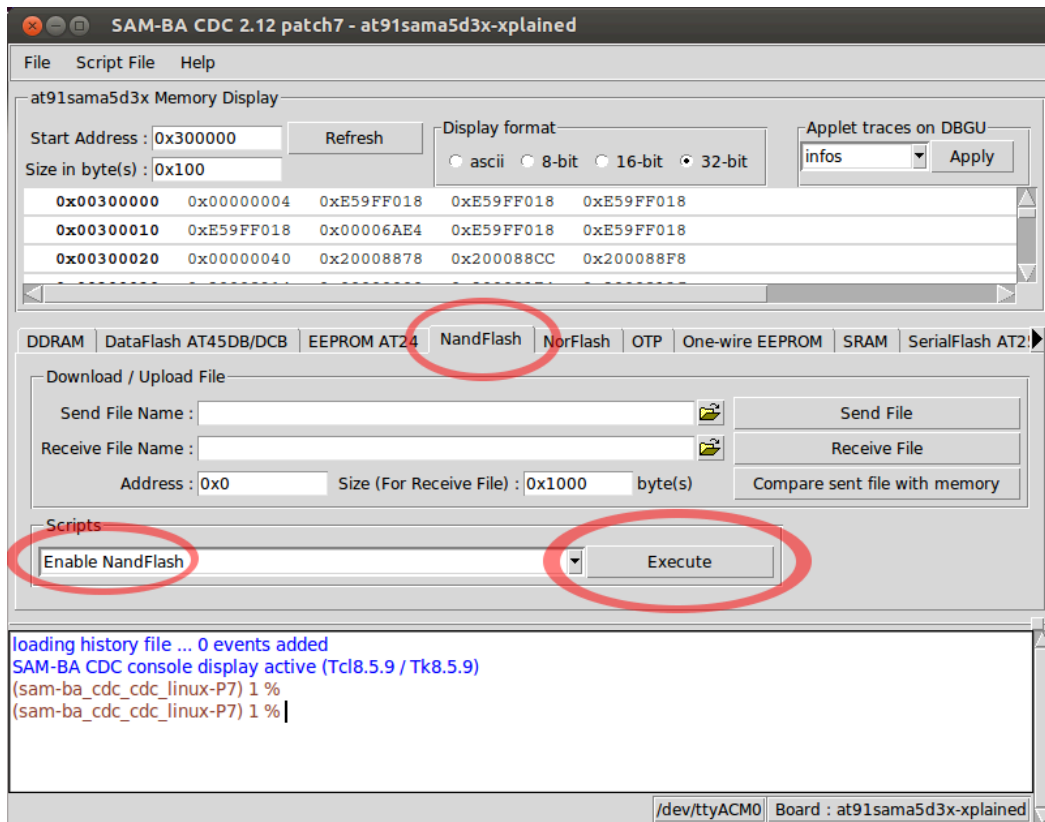 SAM-BA CDC 2.12 patch7 - at91sama5d3x-xplained
File Script File Help
at91sama5d3x Memory Display
Start Address : 0x300000 Refresh
Size in byte(s) : 0x100
Display format
ascii 8-bit 16-bit 32-bit
Applet traces on DBGU
infos Apply
0x00300000 0x00000004 0xE59FF018 0xE59FF018 0xE59FF018
0x00300010 0xE59FF018 0x00006AE4 0xE59FF018 0xE59FF018
0x00300020 0x00000040 0x20008878 0x200088CC 0x200088F8
DDRAM DataFlash AT45DB/DCB EEPROM AT24 NandFlash NorFlash OTP One-wire EEPROM SRAM SerialFlash
Download / Upload File
Send File Name : Send File
Receive File Name : Receive File
Address : 0x0 Size (For Receive File) : 0x1000 byte(s) Compare sent file with memory
Scripts
Enable NandFlash Execute
loading history file ... 0 events added
SAM-BA CDC console display active (Tcl8.5.9 / Tk8.5.9)
(sam-ba_cdc_cdc_linux-P7) 1 %
(sam-ba_cdc_cdc_linux-P7) 1 %
/dev/ttyACM0 Board : at91sama5d3x-xplained